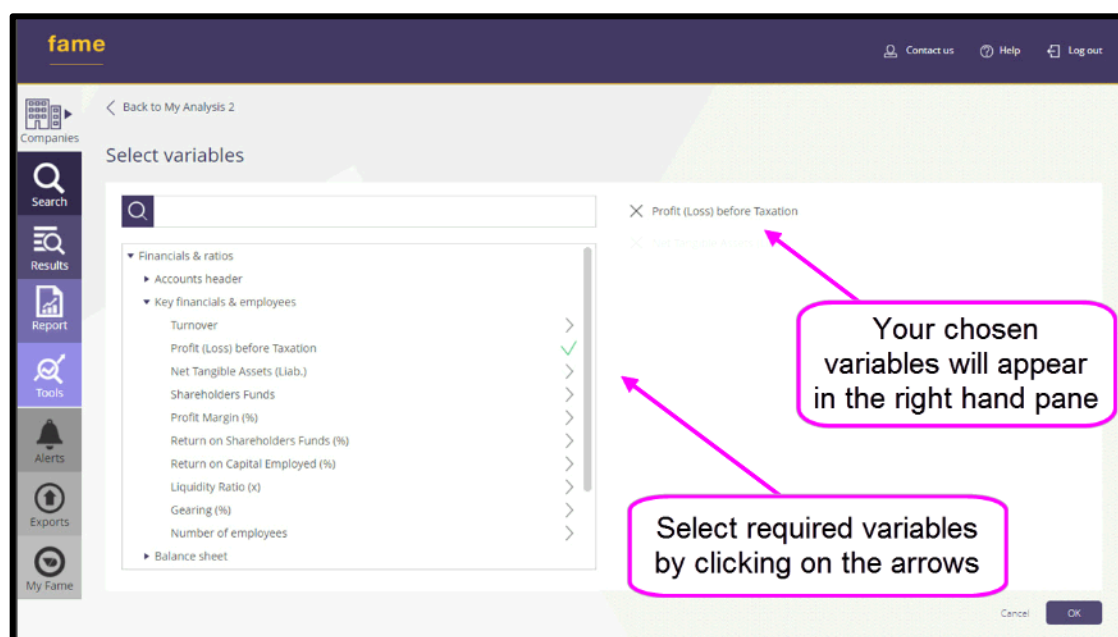 fame
Contact us
Help
Log out
Companies
Back to My Analysis 2
Select variables
Search
Results
Report
Tools
Alerts
Exports
My Fame
Financials & ratios
Accounts header
Key financials & employees
Turnover
Profit (Loss) before Taxation
Net Tangible Assets (Liab.)
Shareholders Funds
Profit Margin (%)
Return on Shareholders Funds (%)
Return on Capital Employed (%)
Liquidity Ratio (x)
Gearing (%)
Number of employees
Balance sheet
Profit (Loss) before Taxation
Your chosen
variables will appear
in the right hand pane
Select required variables
by clicking on the arrows
Cancel
OK